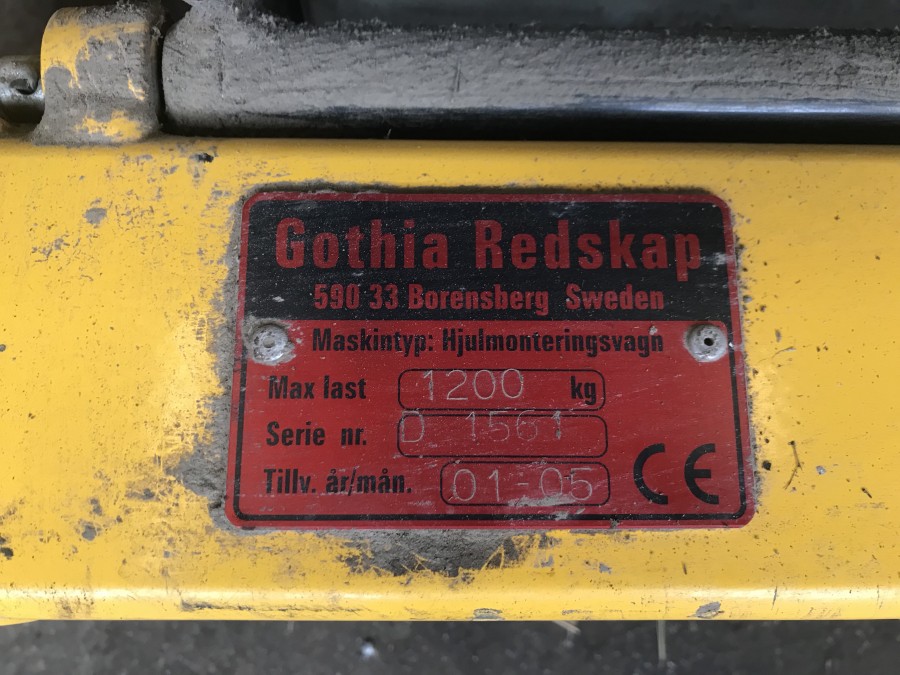 Gothia Redskap
590 33 Borensberg Sweden
Maskintyp: Hjulmonteringsvagn
Max last 1200 kg
Serie nr. D 1561
Tillv. år/mån. 01-05
CE